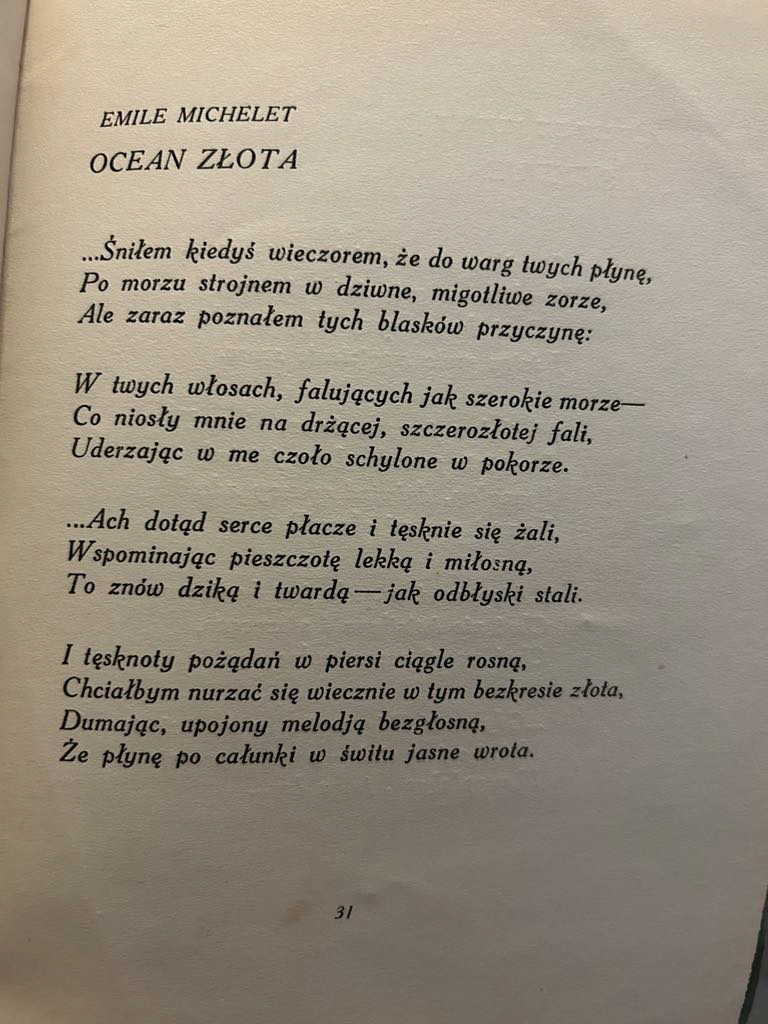 EMILE MICHELET
OCEAN ZŁOTA
...Śniłem kiedyś wieczorem, że do warg twych płynę,
Po morzu strojnem w dziwne, migotliwe zorze,
Ale zaraz poznałem tych blasków przyczynę:
W twych włosach, falujących jak szerokie morze—
Co niosły mnie na drżącej, szczerozłotej fali,
Uderzając w me czoło schylone w pokorze.
...Ach dotąd serce płacze i tęsknie się żali,
Wspominając pieszczotę lekką i miłosną,
To znów dziką i twardą—jak odbłyski stali.
I tęsknoty pożądań w piersi ciągle rosną,
Chciałbym nurzać się wiecznie w tym bezkresie złota,
Dumając, upojony melodją bezgłosną,
Że płynę po całunki w świtu jasne wrota.
31